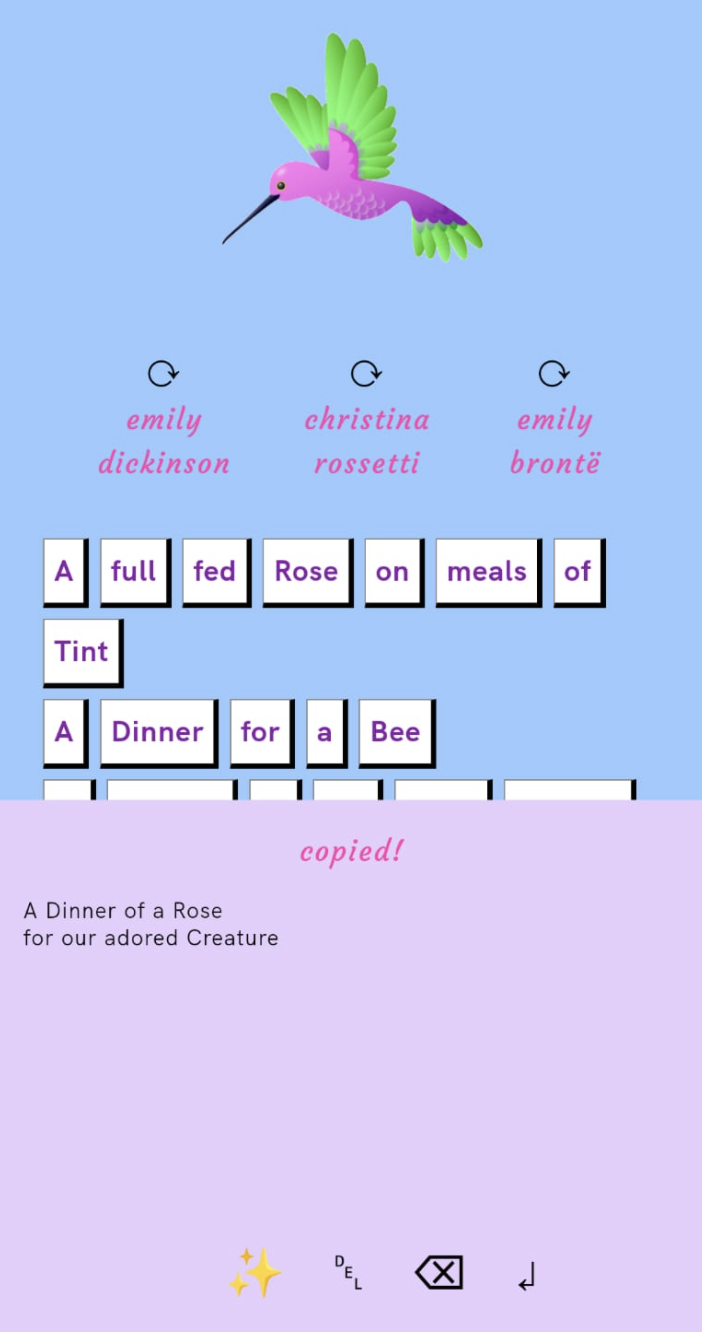 emily christina emily
dickinson rossetti brontë
A full fed Rose on meals of
Tint
A Dinner for a Bee
copied!
A Dinner of a Rose
for our adored Creature
DEL